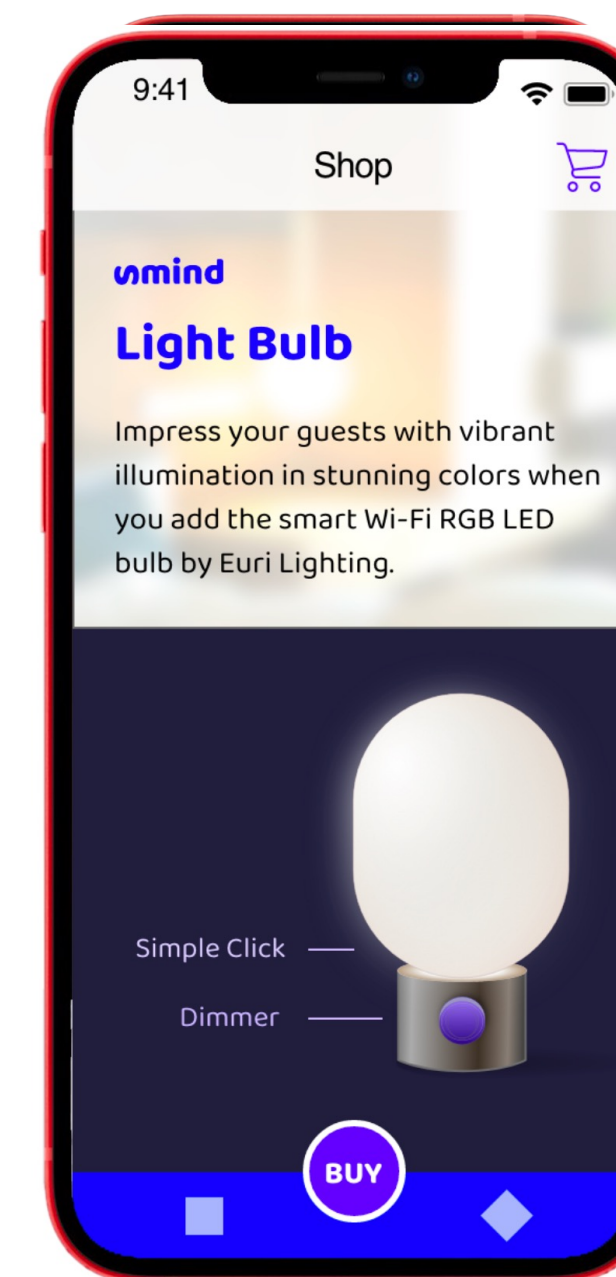 9:41
Shop
smind
Light Bulb
Impress your guests with vibrant
illumination in stunning colors when
you add the smart Wi-Fi RGB LED
bulb by Euri Lighting.
Simple Click
Dimmer
BUY